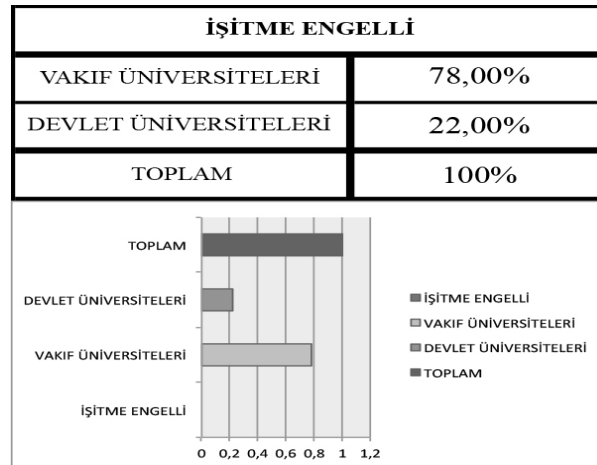 İŞİTME ENGELLİ
VAKIF ÜNİVERSİTELERİ 78,00%
DEVLET ÜNİVERSİTELERİ 22,00%
TOPLAM 100%
TOPLAM
DEVLET ÜNİVERSİTELERİ
VAKIF ÜNİVERSİTELERİ
İŞİTME ENGELLİ
0 0,2 0,4 0,6 0,8 1 1,2
İŞİTME ENGELLİ
VAKIF ÜNİVERSİTELERİ
DEVLET ÜNİVERSİTELERİ
TOPLAM